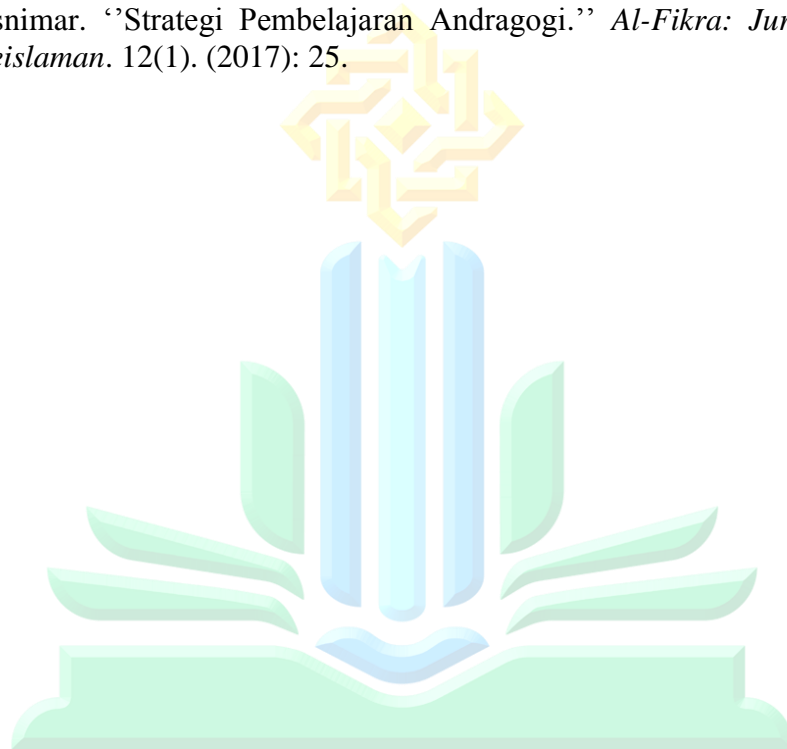 snimar. ‘’Strategi Pembelajaran Andragogi.’’ Al-Fikra: Jur
eislaman. 12(1). (2017): 25.